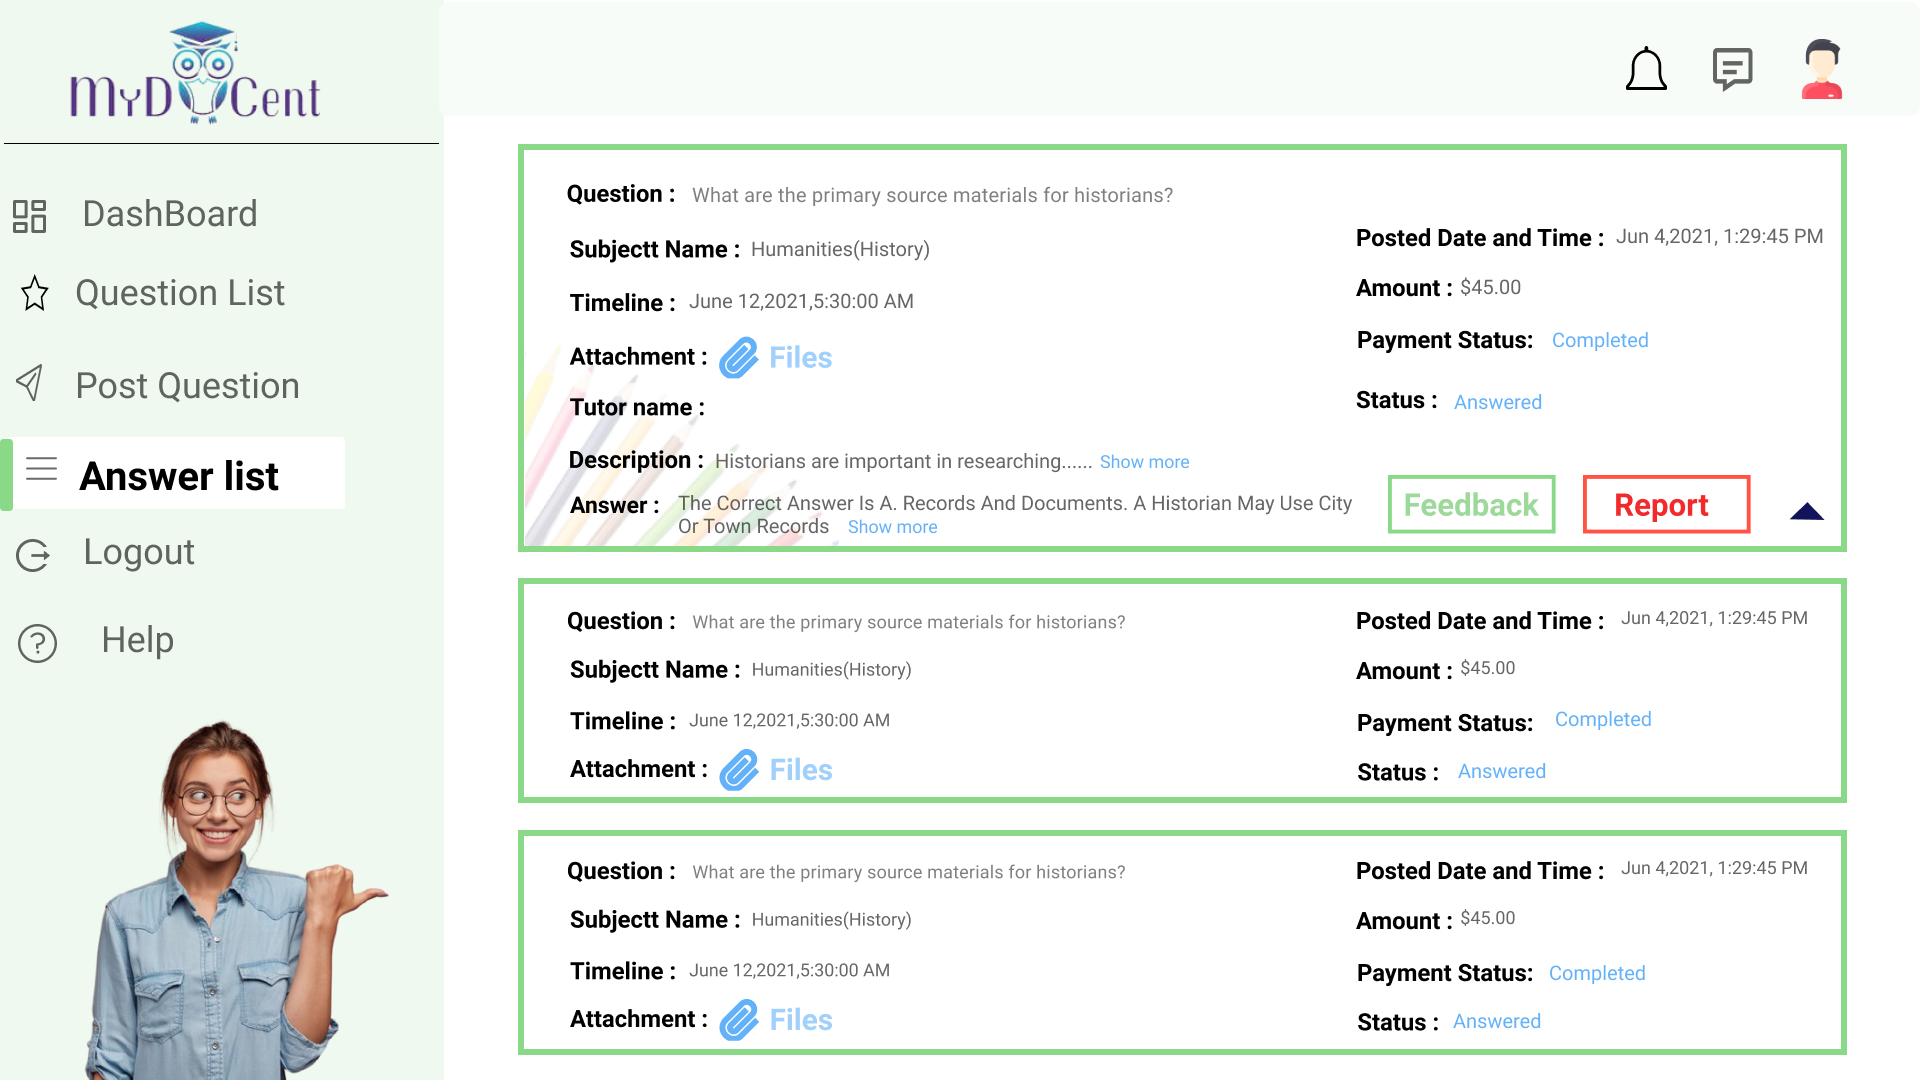 MyDOCent
DashBoard
Question List
Post Question
Answer list
Logout
Help
Question : What are the primary source materials for historians?
Subjectt Name : Humanities(History)
Timeline : June 12,2021,5:30:00 AM
Attachment : Files
Tutor name :
Description : Historians are important in researching...... Show more
Answer : The Correct Answer Is A. Records And Documents. A Historian May Use City
Or Town Records Show more
Posted Date and Time : Jun 4,2021, 1:29:45 PM
Amount : $45.00
Payment Status: Completed
Status : Answered
Feedback
Report
Question : What are the primary source materials for historians?
Subjectt Name : Humanities(History)
Timeline : June 12,2021,5:30:00 AM
Attachment : Files
Posted Date and Time : Jun 4,2021, 1:29:45 PM
Amount : $45.00
Payment Status: Completed
Status : Answered
Question : What are the primary source materials for historians?
Subjectt Name : Humanities(History)
Timeline : June 12,2021,5:30:00 AM
Attachment : Files
Posted Date and Time : Jun 4,2021, 1:29:45 PM
Amount : $45.00
Payment Status: Completed
Status : Answered